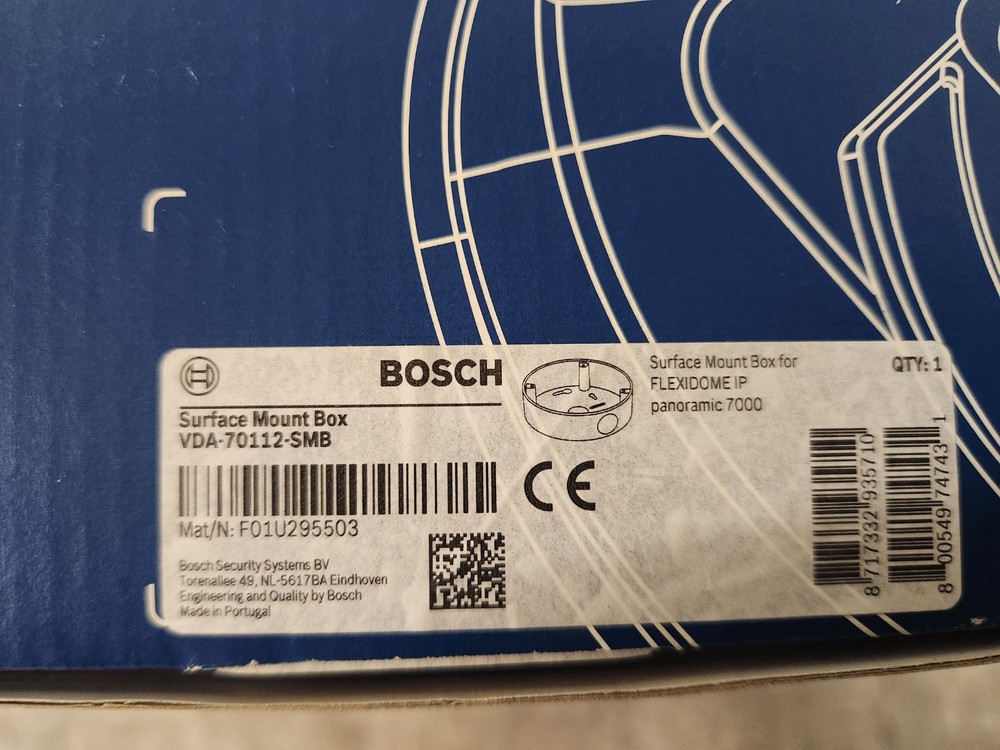 BOSCH
Surface Mount Box
VDA-70112-SMB
Mat/N: F01U295503
Bosch Security Systems BV
Torenallee 49, NL-5617BA Eindhoven
Engineering and Quality by Bosch
Made in Portugal
CE
Surface Mount Box for
FLEXIDOME IP
panoramic 7000
QTY: 1
8 717332 935710
8 00549 74743 1